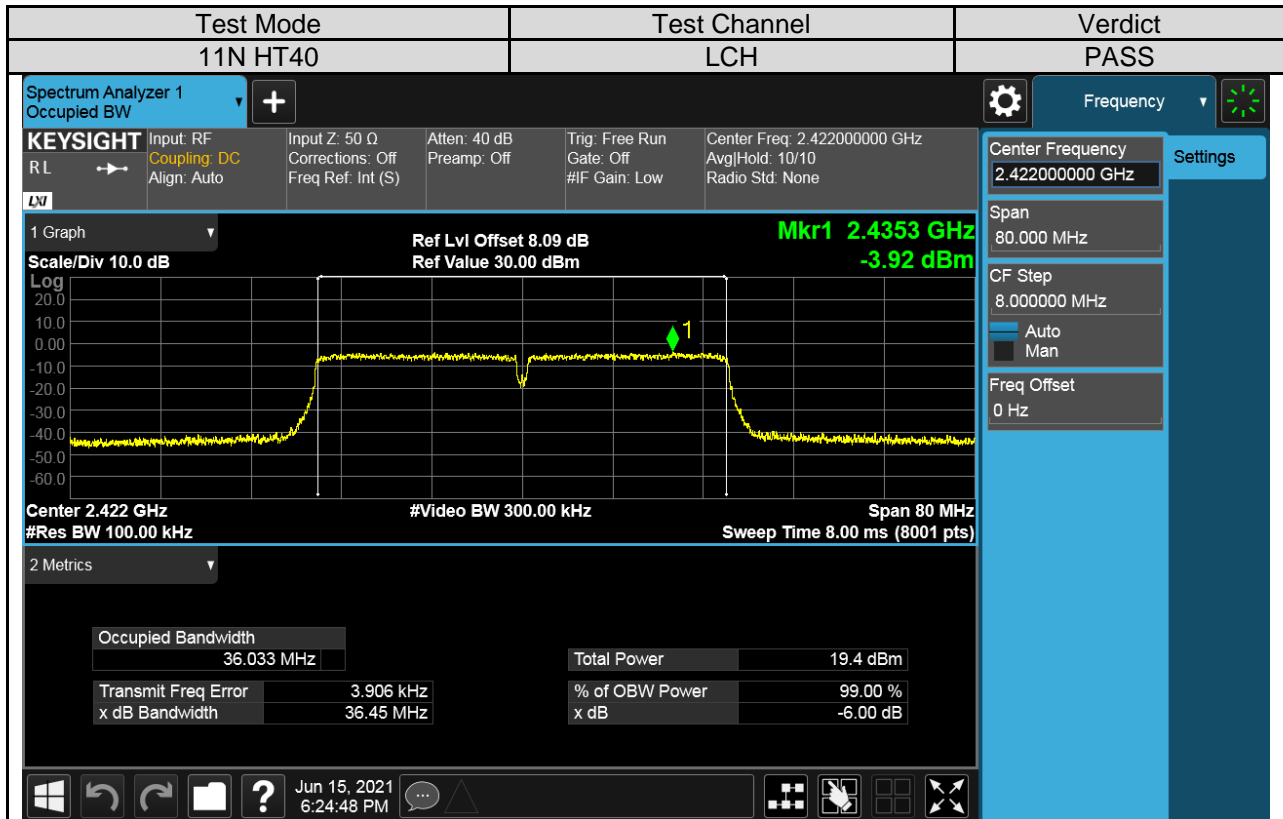 Test Mode Test Channel Verdict
11N HT40 LCH PASS
Spectrum Analyzer 1
Occupied BW
+
Frequency
KEYSIGHT Input: RF Input Z: 50 Ω Atten: 40 dB Trig: Free Run Center Freq: 2.422000000 GHz
RL Coupling: DC Corrections: Off Preamp: Off Gate: Off Avg|Hold: 10/10
Align: Auto Freq Ref: Int (S) #IF Gain: Low Radio Std: None
LXI
Center Frequency
2.422000000 GHz
Settings
Span
80.000 MHz
CF Step
8.000000 MHz
Auto
Man
Freq Offset
0 Hz
1 Graph Ref Lvl Offset 8.09 dB Mkr1 2.4353 GHz
Scale/Div 10.0 dB Ref Value 30.00 dBm -3.92 dBm
Log
20.0
10.0
1
0.00
-10.0
-20.0
-30.0
-40.0
-50.0
-60.0
Center 2.422 GHz #Video BW 300.00 kHz Span 80 MHz
#Res BW 100.00 kHz Sweep Time 8.00 ms (8001 pts)
2 Metrics
Occupied Bandwidth
36.033 MHz Total Power 19.4 dBm
Transmit Freq Error 3.906 kHz % of OBW Power 99.00 %
x dB Bandwidth 36.45 MHz x dB -6.00 dB
? Jun 15, 2021
6:24:48 PM